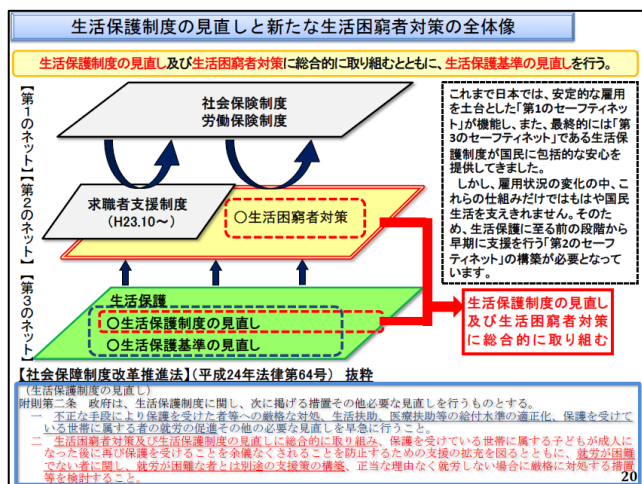 生活保護制度の見直しと新たな生活困窮者対策の全体像
生活保護制度の見直し及び生活困窮者対策に総合的に取り組むとともに、生活保護基準の見直しを行う。
【第1のネット】
社会保険制度
労働保険制度
【第2のネット】
求職者支援制度
(H23.10～)
○生活困窮者対策
【第3のネット】
生活保護
○生活保護制度の見直し
○生活保護基準の見直し
これまで日本では、安定的な雇用
を土台とした「第1のセーフティネッ
ト」が機能し、また、最終的には「第
3のセーフティネット」である生活保
護制度が国民に包括的な安心を
提供してきました。
しかし、雇用状況の変化の中、こ
れらの仕組みだけではもはや国民
生活を支えきれません。そのた
め、生活保護に至る前の段階から
早期に支援を行う「第2のセーフ
ティネット」の構築が必要となって
います。
生活保護制度の見直し
及び生活困窮者対策
に総合的に取り組む
【社会保障制度改革推進法】(平成24年法律第64号) 抜粋
(生活保護制度の見直し)
附則第二条 政府は、生活保護制度に関し、次に掲げる措置その他必要な見直しを行うものとする。
一 不正な手段により保護を受けた者等への厳格な対処、生活扶助、医療扶助等の給付水準の適正化、保護を受けて
いる世帯に属する者の就労の促進その他の必要な見直しを早急に行うこと。
二 生活困窮者対策及び生活保護制度の見直しに総合的に取り組み、保護を受けている世帯に属する子どもが成人に
なった後に再び保護を受けることを余儀なくされることを防止するための支援の拡充を図るとともに、就労が困難
でない者に関し、就労が困難な者とは別途の支援策の構築、正当な理由なく就労しない場合に厳格に対処する措置
等を検討すること。
20